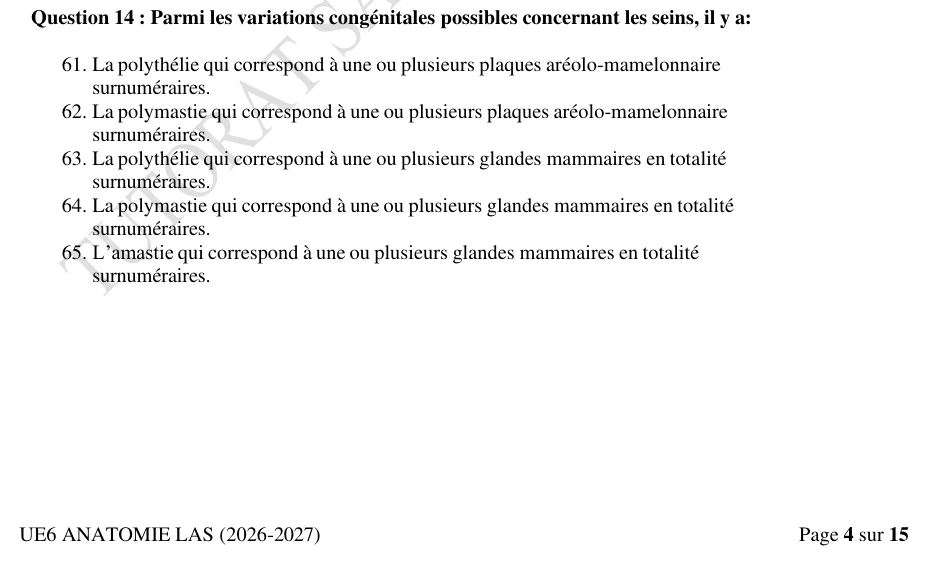 Question 14 : Parmi les variations congénitales possibles concernant les seins, il y a:
61. La polythélie qui correspond à une ou plusieurs plaques aréolo-mamelonnaire
surnuméraires.
62. La polymastie qui correspond à une ou plusieurs plaques aréolo-mamelonnaire
surnuméraires.
63. La polythélie qui correspond à une ou plusieurs glandes mammaires en totalité
surnuméraires.
64. La polymastie qui correspond à une ou plusieurs glandes mammaires en totalité
surnuméraires.
65. L’amastie qui correspond à une ou plusieurs glandes mammaires en totalité
surnuméraires.
TUTORAT
UE6 ANATOMIE LAS (2026-2027)
Page 4 sur 15